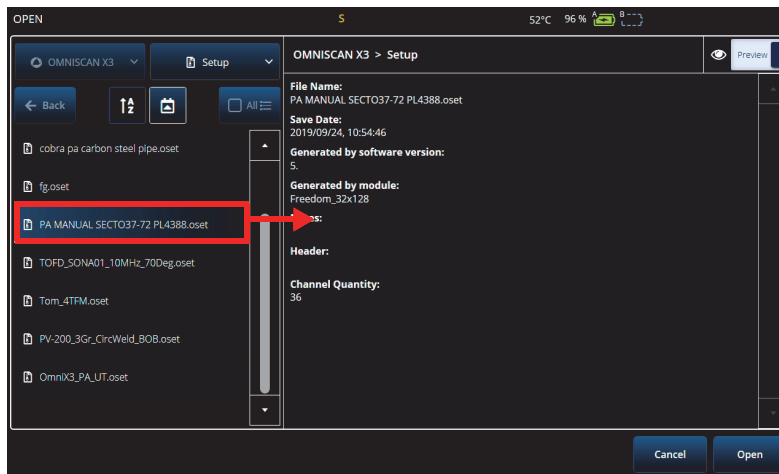 OPEN
S
52°C 96 % A B
OMNISCAN X3
Setup
Back
A
Z
All
cobra pa carbon steel pipe.oset
fg.oset
PA MANUAL SECTO37-72 PL4388.oset
TOFD_SONA01_10MHz_70Deg.oset
Tom_4TFM.oset
PV-200_3Gr_CircWeld_BOB.oset
OmniX3_PA_UT.oset
OMNISCAN X3 > Setup
Preview
File Name:
PA MANUAL SECTO37-72 PL4388.oset
Save Date:
2019/09/24, 10:54:46
Generated by software version:
5.
Generated by module:
Freedom_32x128
Header:
Channel Quantity:
36
Cancel
Open